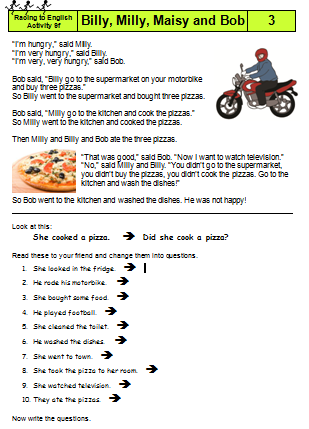 Racing to English
Activity 9f
Billy, Milly, Maisy and Bob
3
"I'm hungry," said Milly.
"I'm very hungry," said Billy.
"I'm very, very hungry," said Bob.
Bob said, "Billy go to the supermarket on your motorbike
and buy three pizzas."
So Billy went to the supermarket and bought three pizzas.
Bob said, "Milly go to the kitchen and cook the pizzas."
So Milly went to the kitchen and cooked the pizzas.
Then Milly and Billy and Bob ate the three pizzas.
"That was good," said Bob. "Now I want to watch television."
"No," said Milly and Billy. "You didn't go to the supermarket,
you didn't buy the pizzas, you didn't cook the pizzas. Go to the
kitchen and wash the dishes!"
So Bob went to the kitchen and washed the dishes. He was not happy!
Look at this:
She cooked a pizza. ➔ Did she cook a pizza?
Read these to your friend and change them into questions.
1. She looked in the fridge. ➔
2. He rode his motorbike. ➔
3. She bought some food. ➔
4. He played football. ➔
5. She cleaned the toilet. ➔
6. He washed the dishes. ➔
7. She went to town. ➔
8. She took the pizza to her room. ➔
9. She watched television. ➔
10. They ate the pizzas. ➔
Now write the questions.